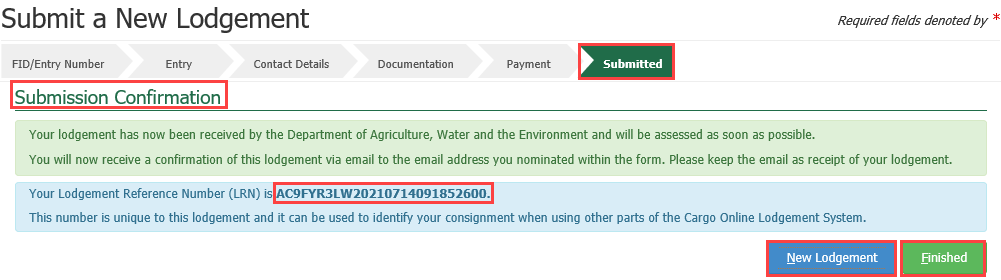 Submit a New Lodgement
Required fields denoted by *
FID/Entry Number Entry Contact Details Documentation Payment Submitted
Submission Confirmation
Your lodgement has now been received by the Department of Agriculture, Water and the Environment and will be assessed as soon as possible.
You will now receive a confirmation of this lodgement via email to the email address you nominated within the form. Please keep the email as receipt of your lodgement.
Your Lodgement Reference Number (LRN) is AC9FYR3LW20210714091852600.
This number is unique to this lodgement and it can be used to identify your consignment when using other parts of the Cargo Online Lodgement System.
New Lodgement Finished